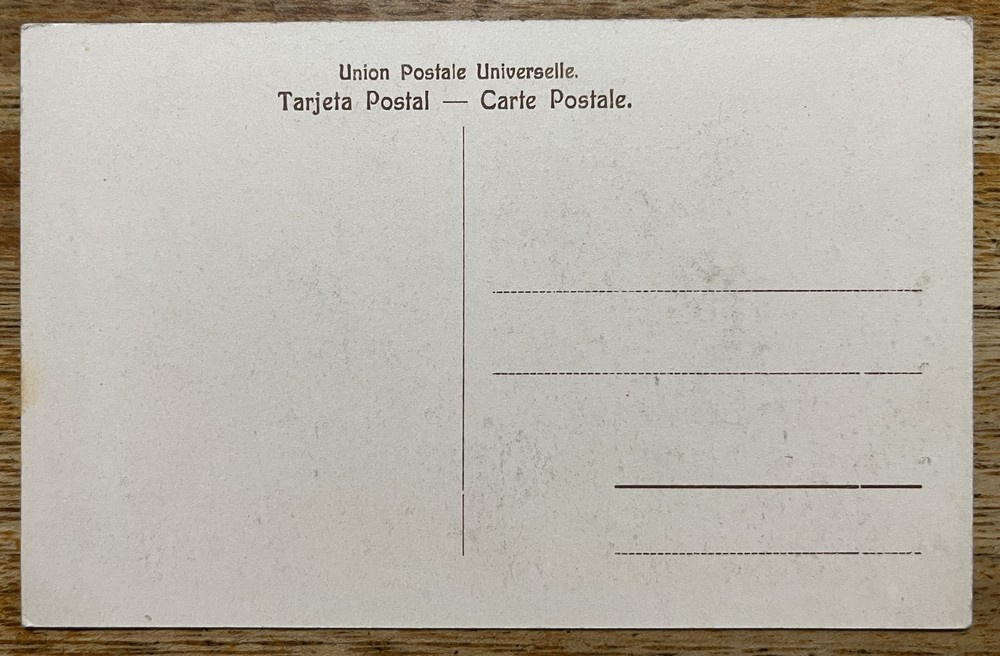 Union Postale Universelle.
Tarjeta Postal — Carte Postale.